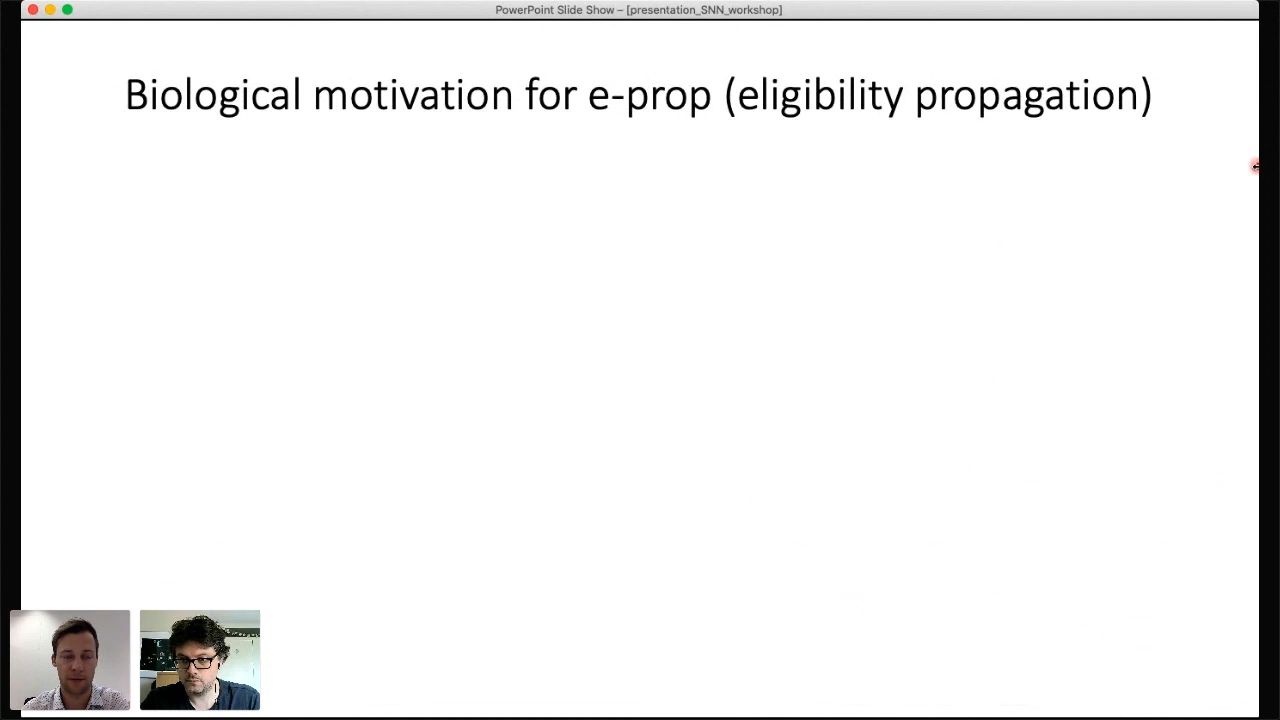 PowerPoint Slide Show – [presentation_SNN_workshop]
Biological motivation for e-prop (eligibility propagation)